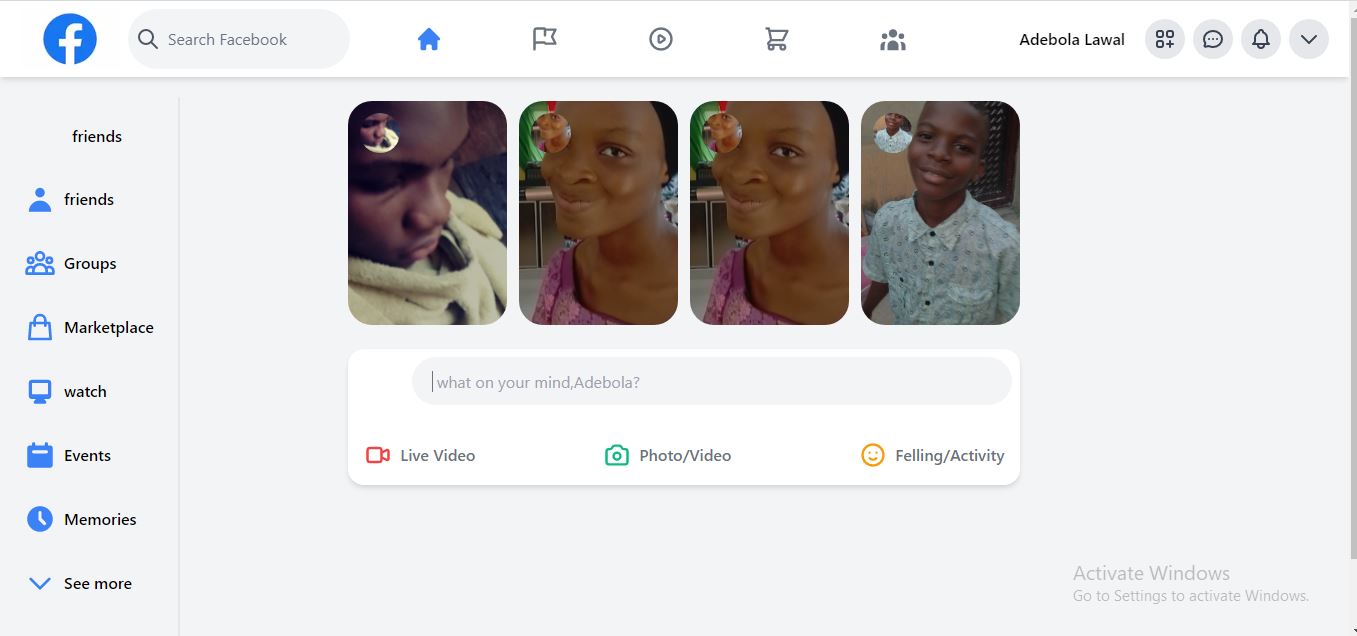 Search Facebook
Adebola Lawal
friends
friends
Groups
Marketplace
watch
Events
Memories
See more
what on your mind,Adebola?
Live Video
Photo/Video
Felling/Activity
Activate Windows
Go to Settings to activate Windows.